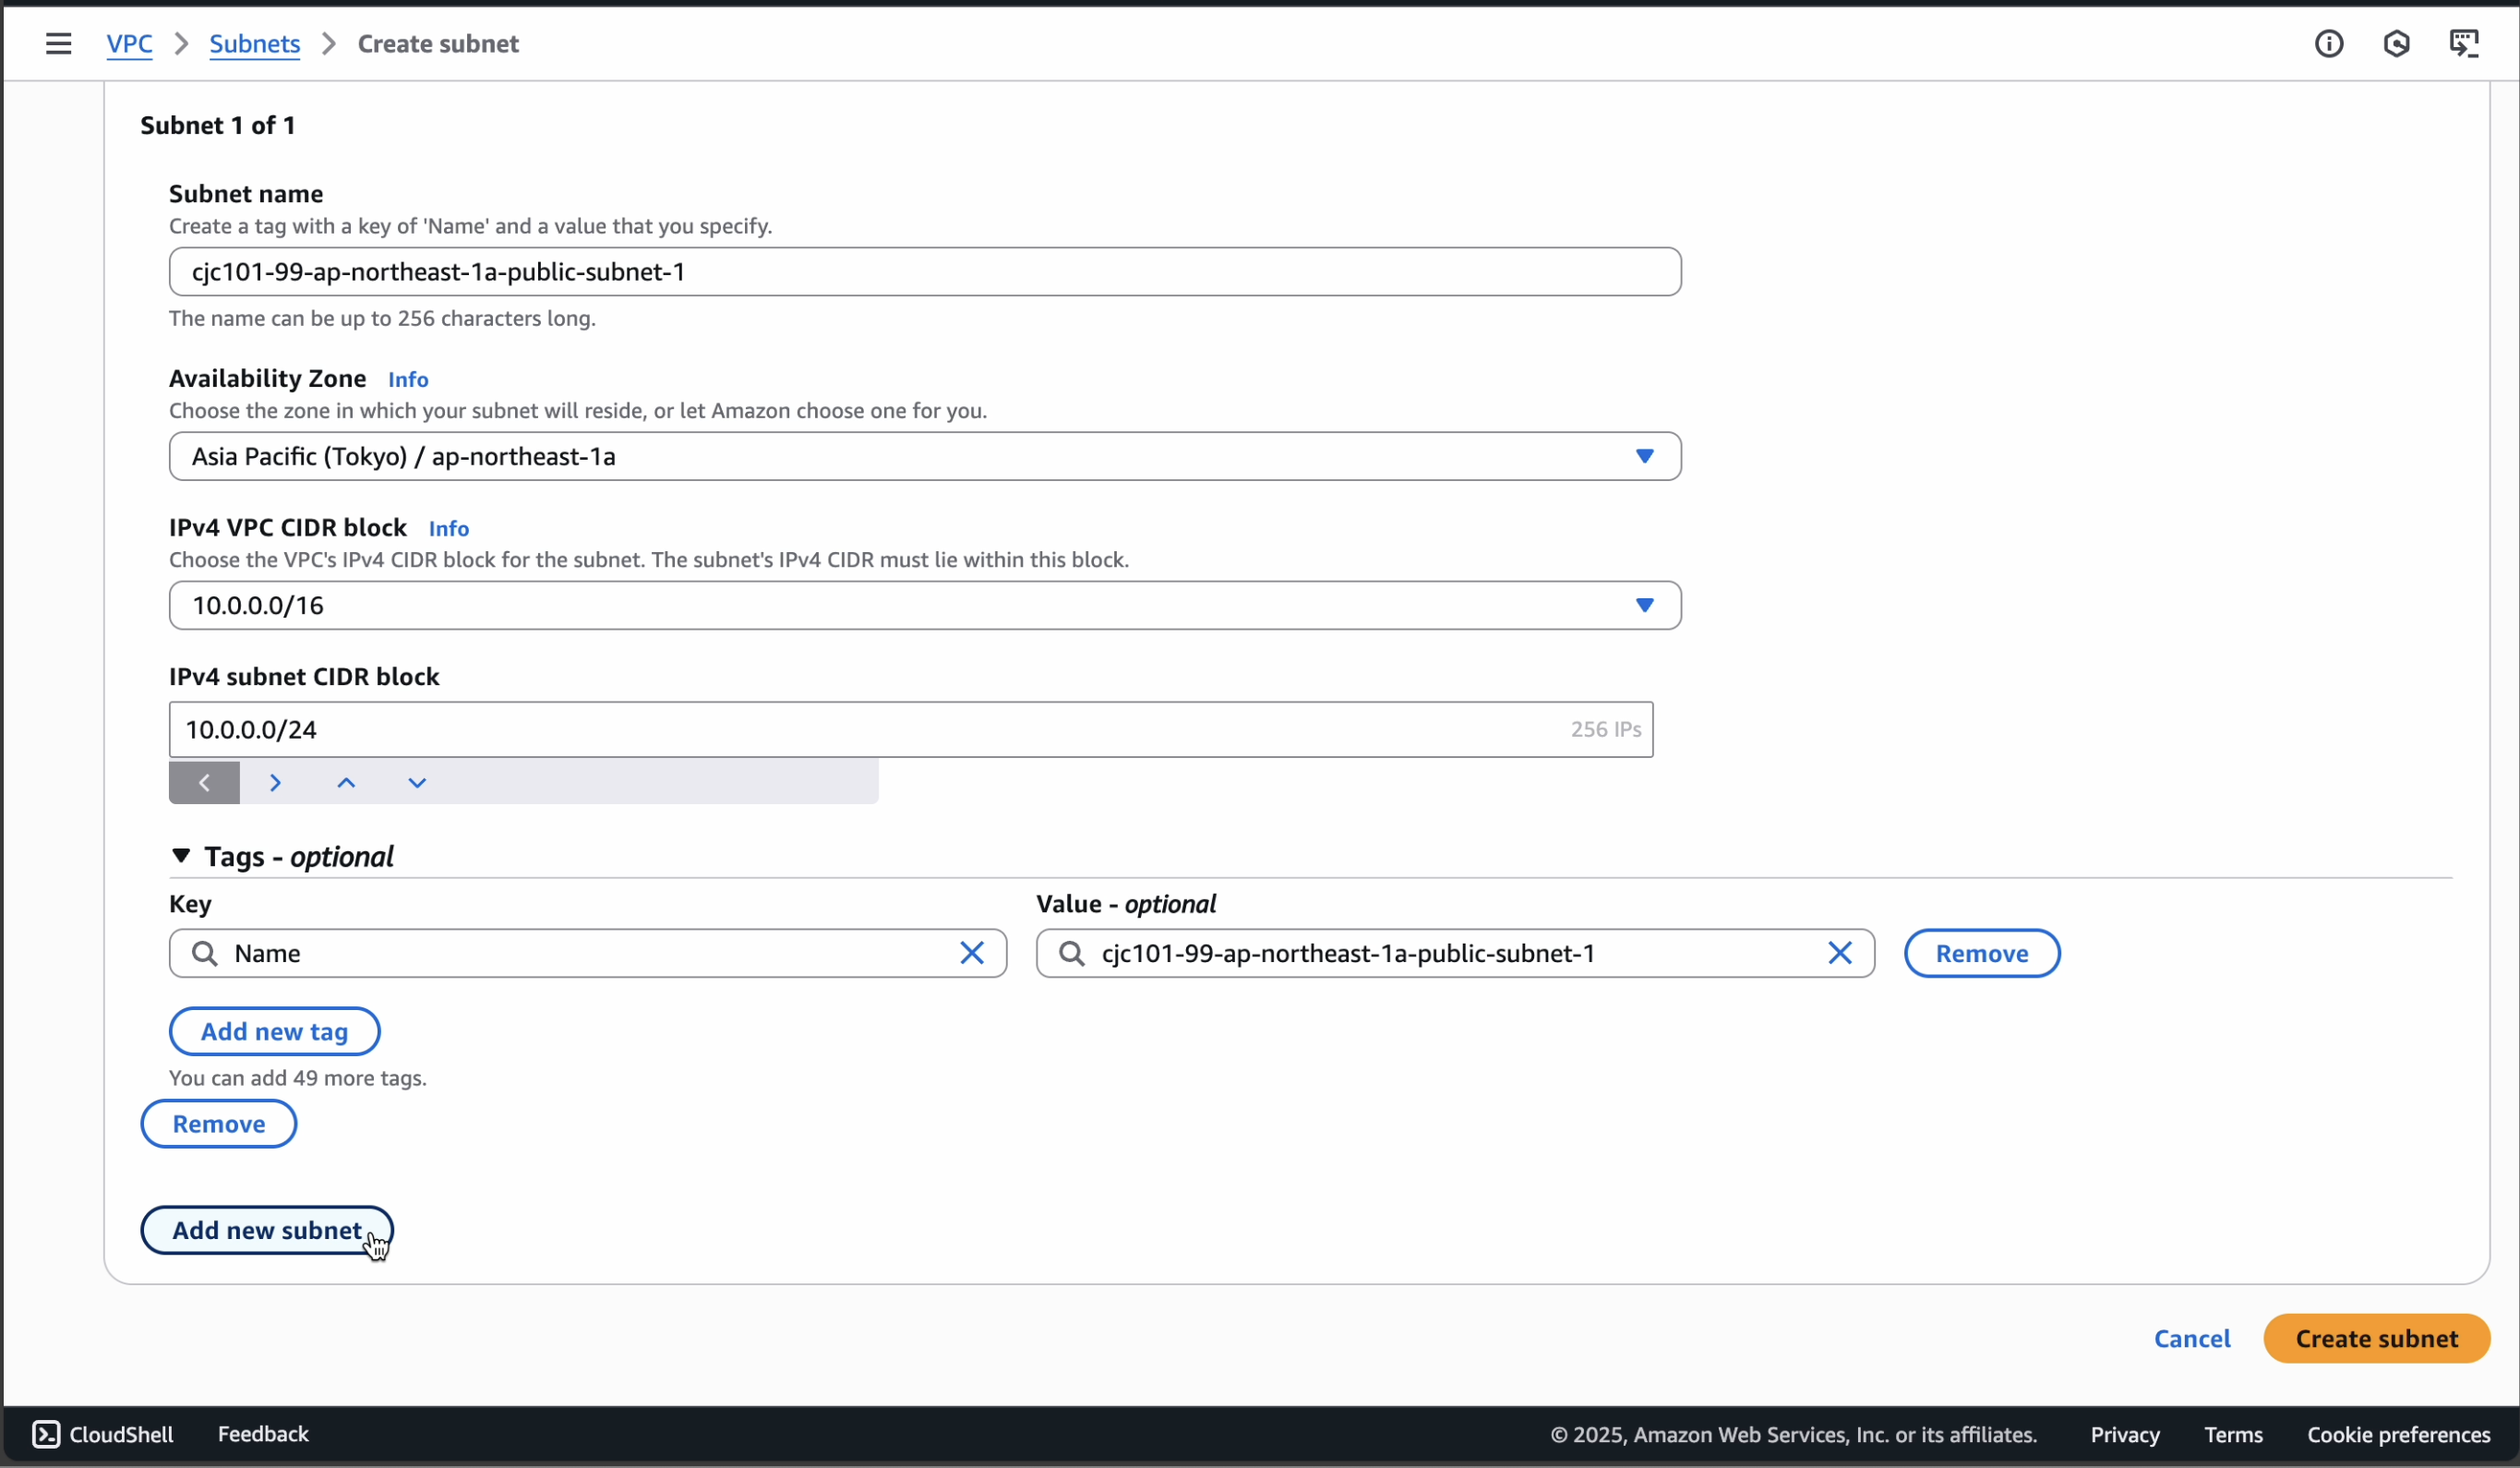 VPC > Subnets > Create subnet
Subnet 1 of 1
Subnet name
Create a tag with a key of 'Name' and a value that you specify.
cjc101-99-ap-northeast-1a-public-subnet-1
The name can be up to 256 characters long.
Availability Zone Info
Choose the zone in which your subnet will reside, or let Amazon choose one for you.
Asia Pacific (Tokyo) / ap-northeast-1a
IPv4 VPC CIDR block Info
Choose the VPC's IPv4 CIDR block for the subnet. The subnet's IPv4 CIDR must lie within this block.
10.0.0.0/16
IPv4 subnet CIDR block
10.0.0.0/24 256 IPs
Tags - optional
Key Value - optional
Name cjc101-99-ap-northeast-1a-public-subnet-1 Remove
Add new tag
You can add 49 more tags.
Remove
Add new subnet
Cancel Create subnet
CloudShell Feedback © 2025, Amazon Web Services, Inc. or its affiliates. Privacy Terms Cookie preferences